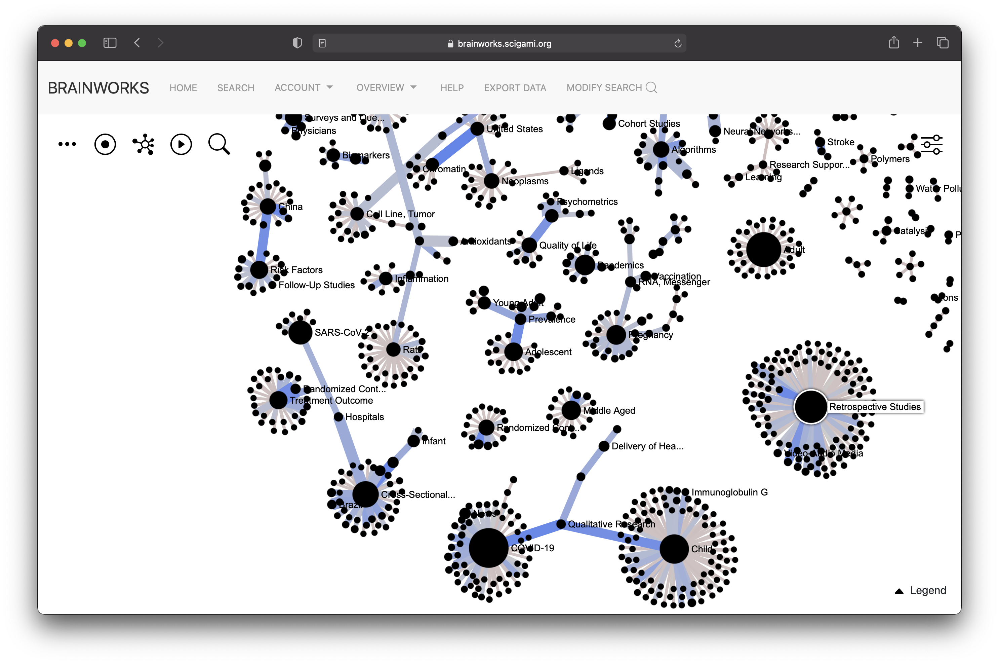 brainworks.scigami.org
BRAINWORKS HOME SEARCH ACCOUNT OVERVIEW HELP EXPORT DATA MODIFY SEARCH
Surveys and Que...
Physicians
United States
Cohort Studies
Neural Networks...
Stroke
Biomarkers
Algorithms
Polymers
Research Suppor...
Chromatin
Ligands
Learning
Neoplasms
Water Pollu
Psychometrics
China
Cell Line, Tumor
Catalysi
P
Antioxidants
Quality of Life
Adult
Pandemics
Risk Factors
Vaccination
Inflammation
RNA, Messenger
Follow-Up Studies
ions
Young Adult
Prevalence
SARS-CoV-2
Pregnancy
Rats
Adolescent
Randomized Cont...
Treatment Outcome
Retrospective Studies
Middle Aged
Hospitals
Randomized Cont...
Infant
Delivery of Hea...
Video-Audio Media
Immunoglobulin G
Cross-Sectional...
Brazil
News
Qualitative Research
COVID-19
Child
Legend